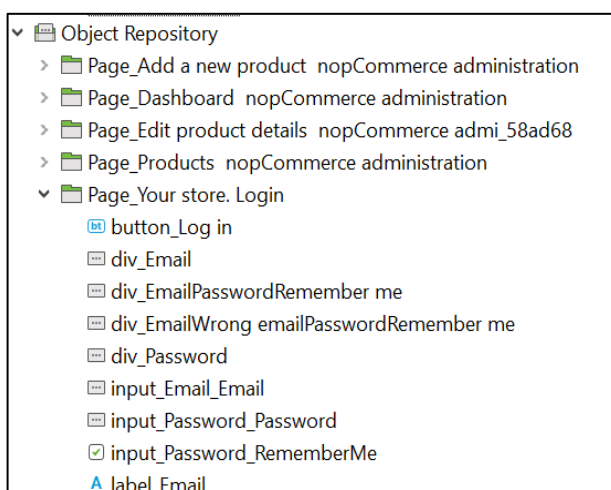 Object Repository
Page_Add a new product nopCommerce administration
Page_Dashboard nopCommerce administration
Page_Edit product details nopCommerce admi_58ad68
Page_Products nopCommerce administration
Page_Your store. Login
bt button_Log in
div_Email
div_EmailPasswordRemember me
div_EmailWrong emailPasswordRemember me
div_Password
input_Email_Email
input_Password_Password
input_Password_RememberMe
A label_Email